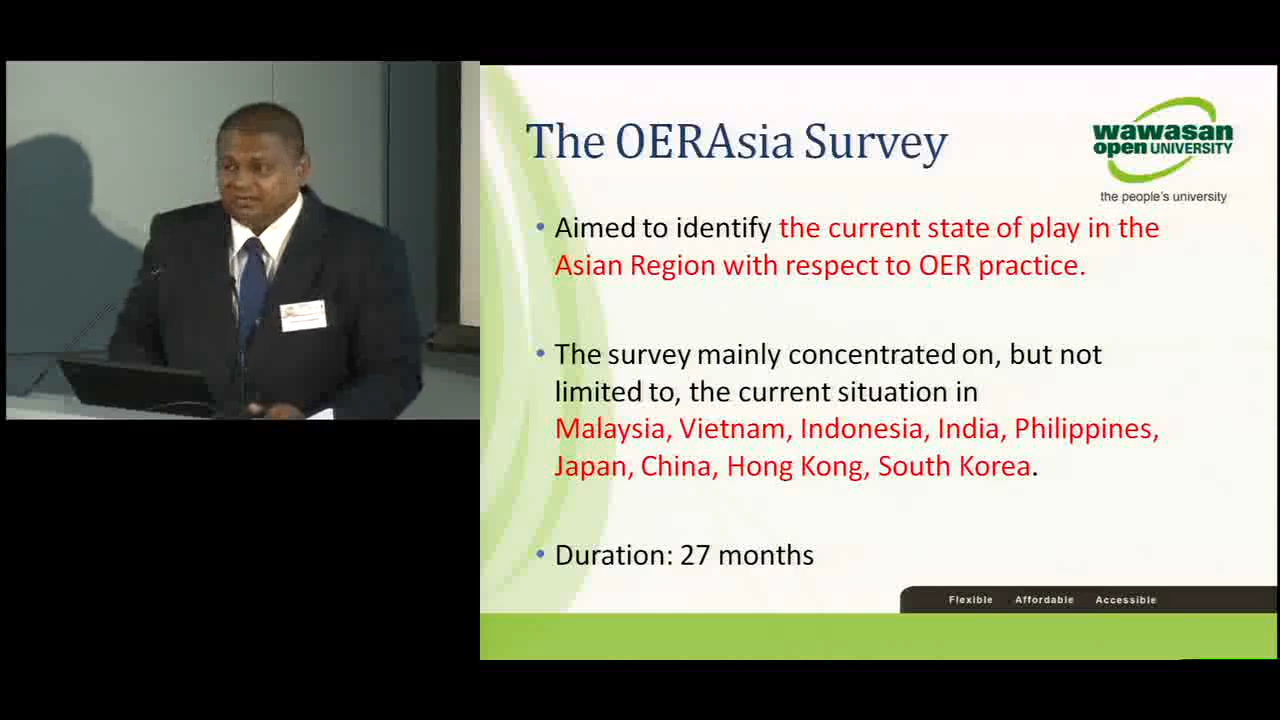 The OERAsia Survey
wawasan
open UNIVERSITY
the people's university
• Aimed to identify the current state of play in the
Asian Region with respect to OER practice.
• The survey mainly concentrated on, but not
limited to, the current situation in
Malaysia, Vietnam, Indonesia, India, Philippines,
Japan, China, Hong Kong, South Korea.
• Duration: 27 months
Flexible Affordable Accessible